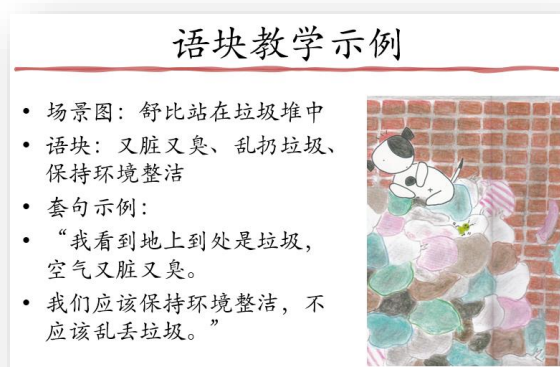 语块教学示例
• 场景图：舒比站在垃圾堆中
• 语块：又脏又臭、乱扔垃圾、
保持环境整洁
• 套句示例：
• “我看到地上到处是垃圾，
空气又脏又臭。
• 我们应该保持环境整洁，不
应该乱丢垃圾。”